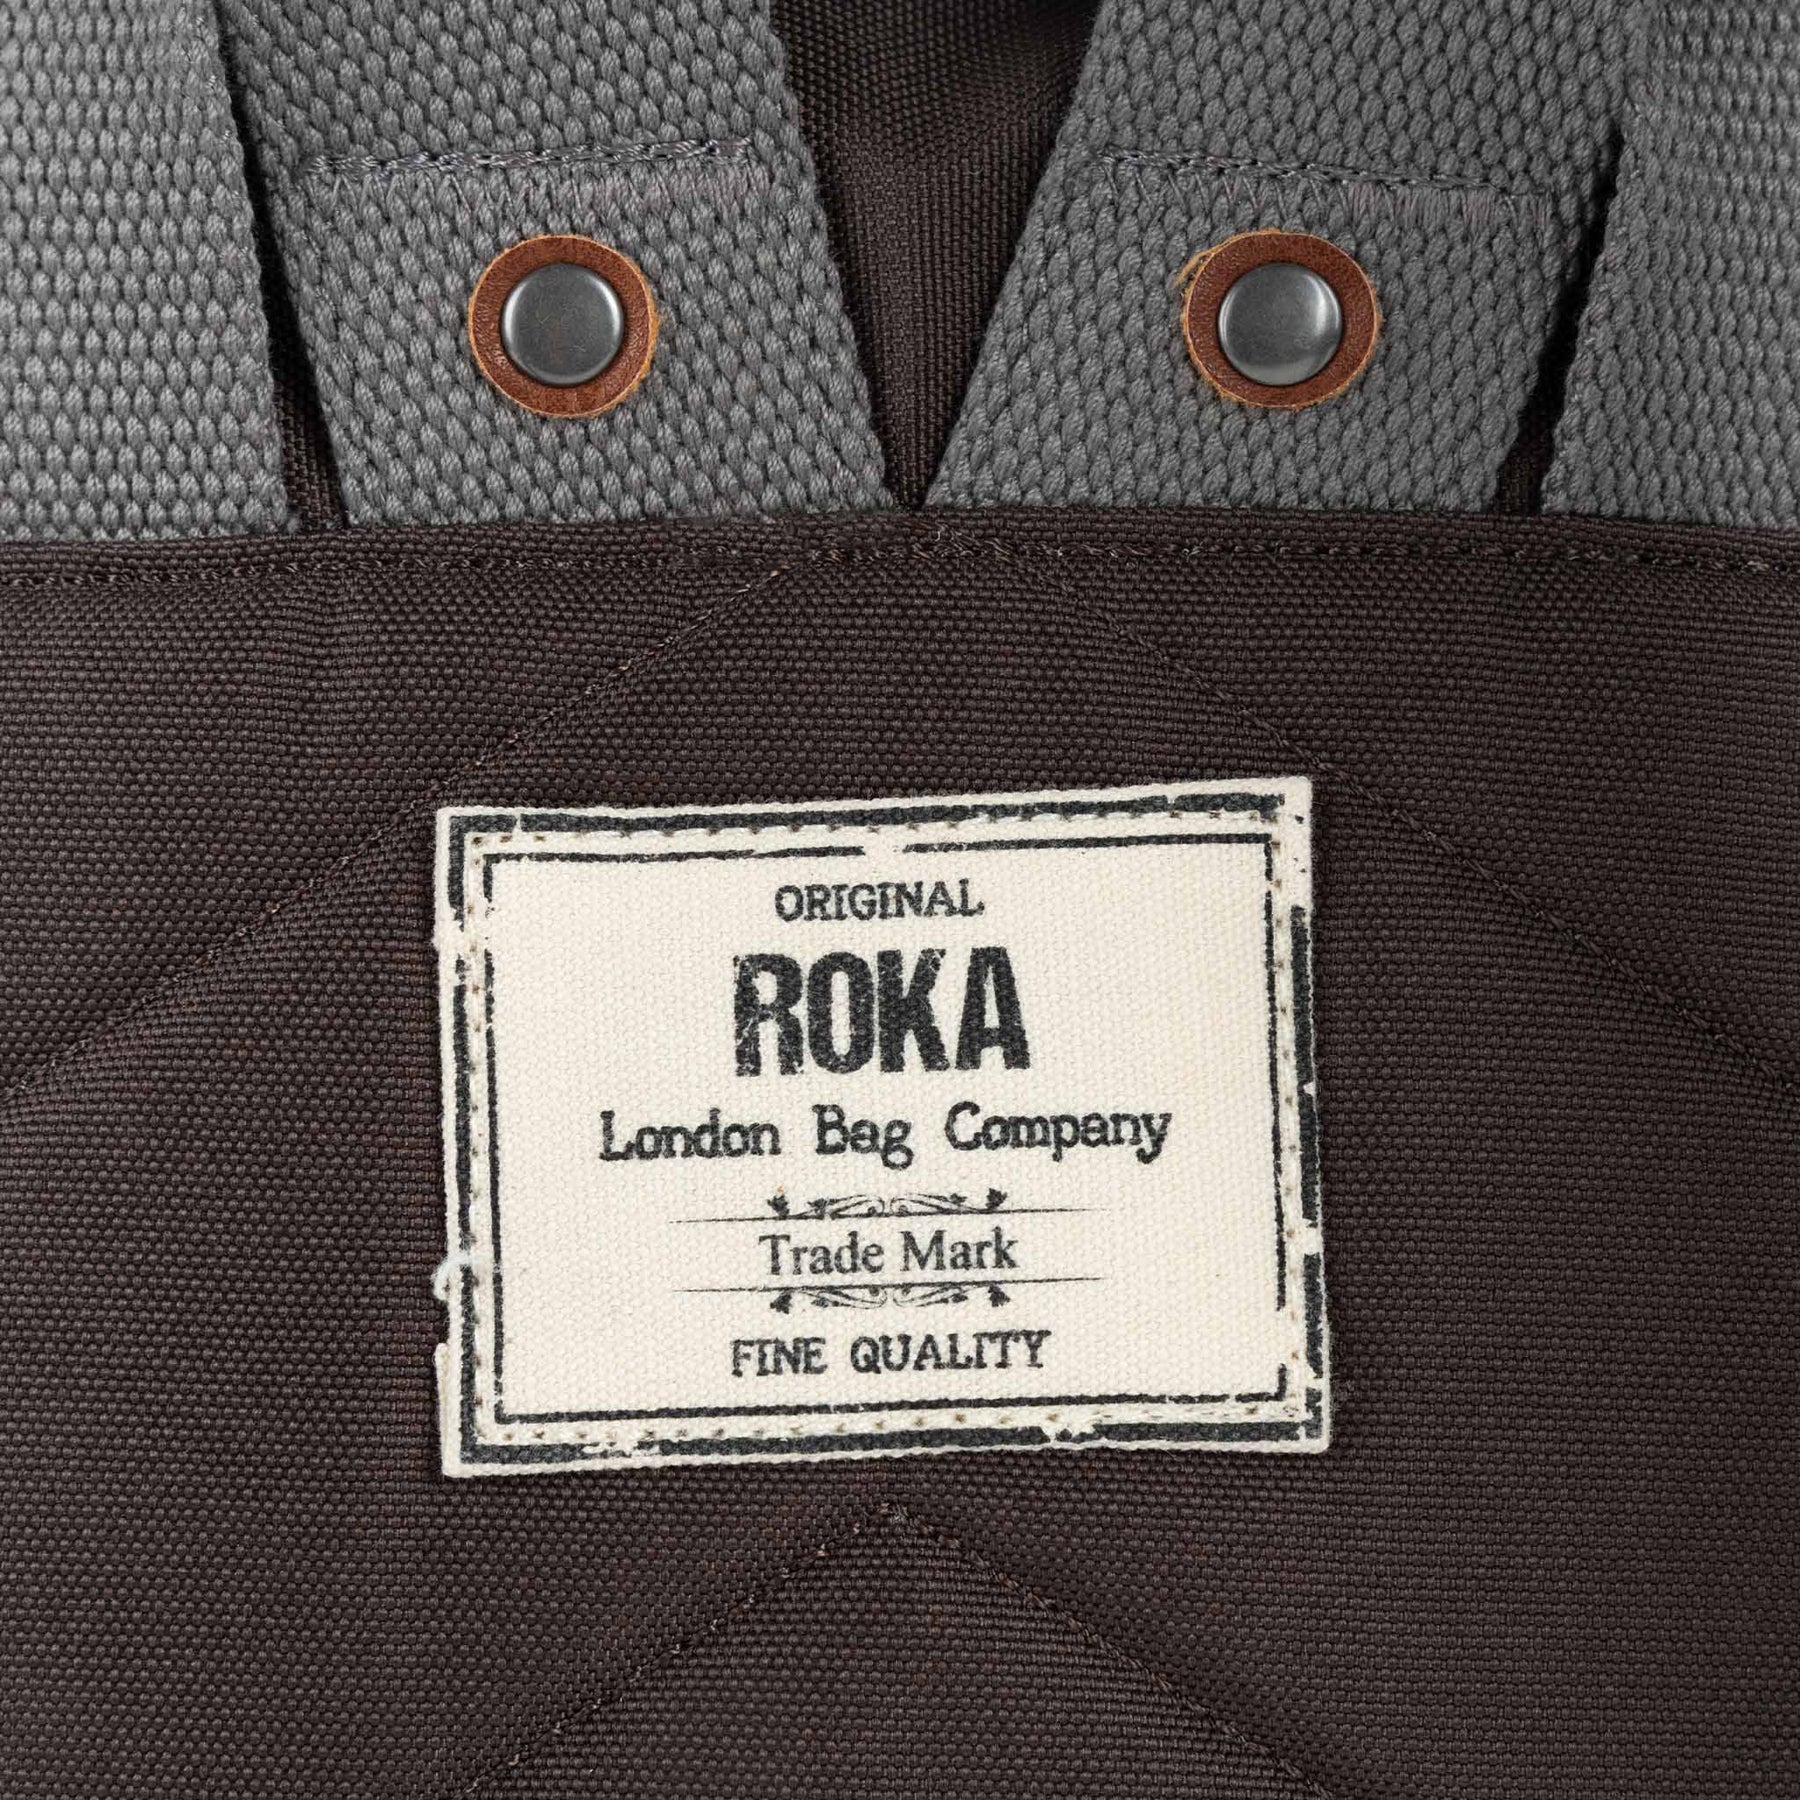 ORIGINAL
ROKA
London Bag Company
Trade Mark
FINE QUALITY